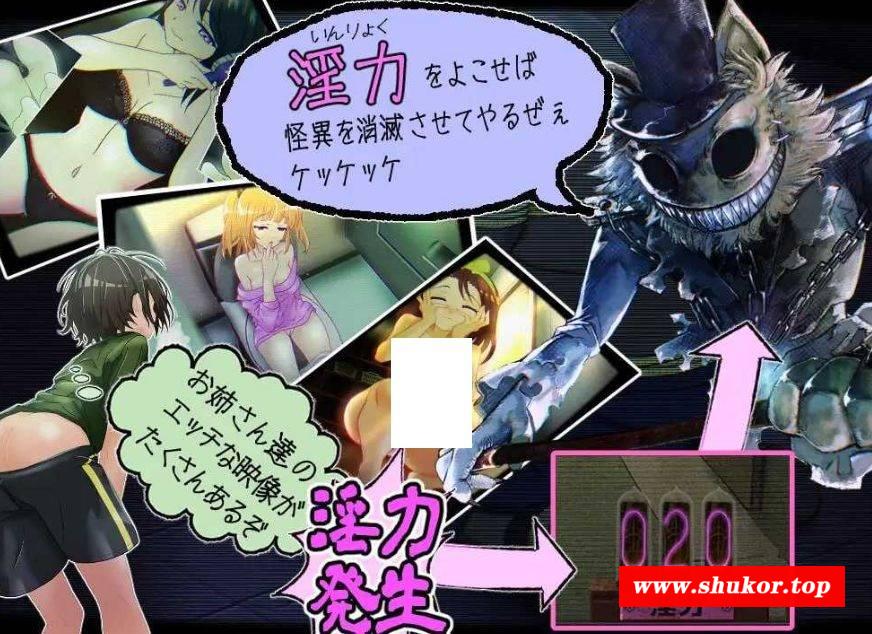 いんりょく
淫力をよこせば
怪異を消滅させてやるぜぇ
ケッケッケ
お姉さん達の
エッチな映像が
たくさんあるぞ
淫力
発生
020
淫力
www.shukor.top